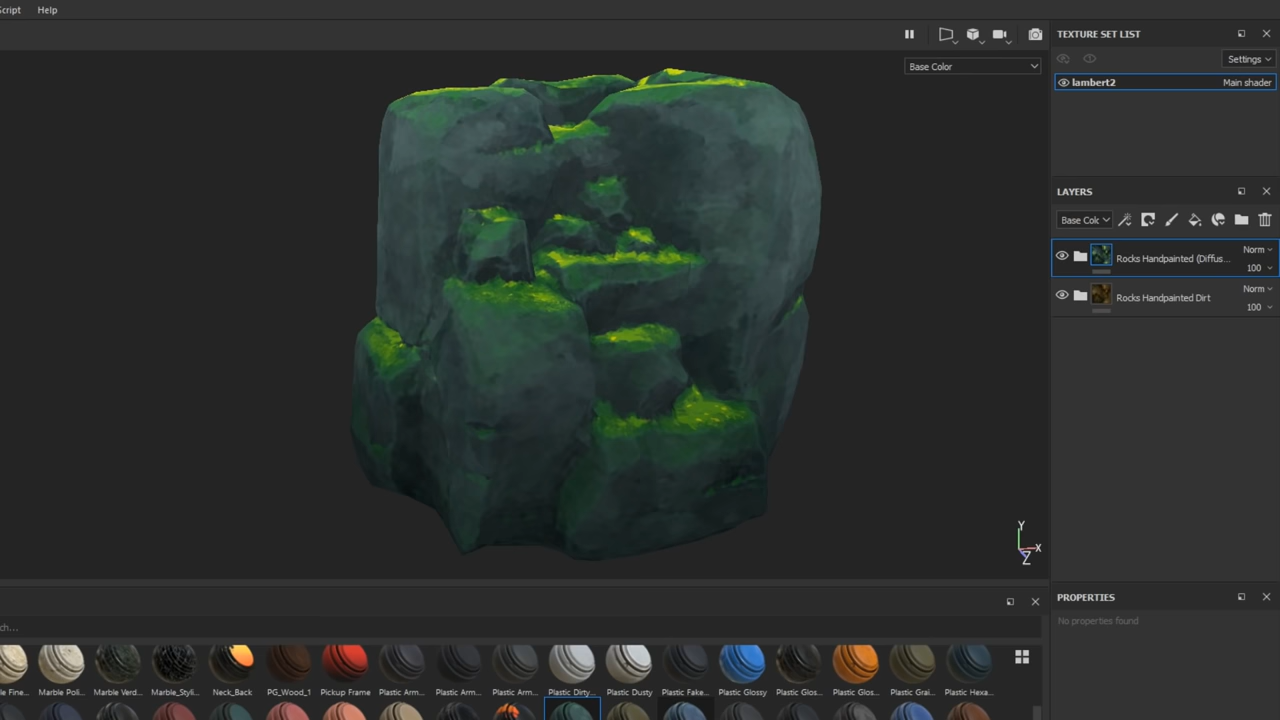 Script Help
Base Color
TEXTURE SET LIST
Settings
lambert2 Main shader
LAYERS
Base Colc
Rocks Handpainted (Diffus... Norm 100
Rocks Handpainted Dirt Norm 100
Y
X
Z
PROPERTIES
No properties found
ch...
le Fine... Marble Poli... Marble Verd... Marble_Styli... Neck_Back PG_Wood_1 Pickup Frame Plastic Arm... Plastic Arm... Plastic Arm... Plastic Dirty... Plastic Dusty Plastic Fake... Plastic Glossy Plastic Glos... Plastic Glos... Plastic Grai... Plastic Hexa...